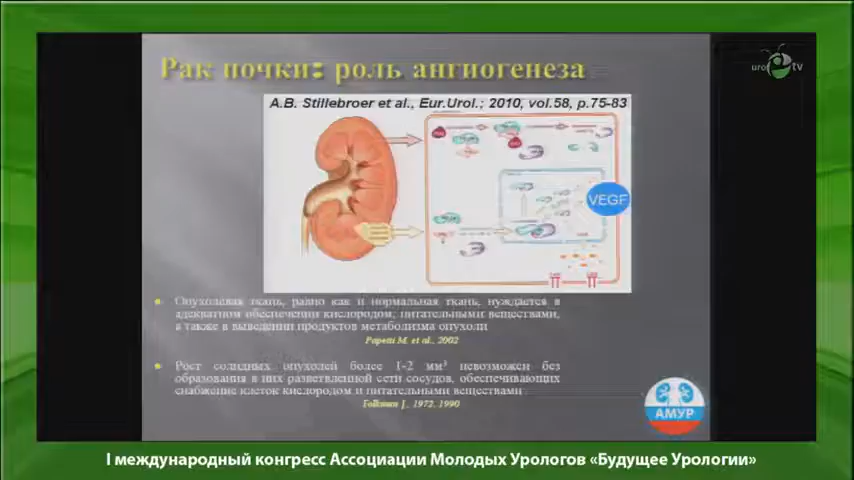 Рак почки: роль ангиогенеза
uro tv
A.B. Stillebroer et al., Eur.Urol.; 2010, vol.58, p.75-83
VEGF
Опухолевая ткань, равно как и нормальная ткань, нуждается в
адекватном обеспечении кислородом, питательными веществами,
а также в выведении продуктов метаболизма опухоли
Papetti M. et al., 2002
Рост солидных опухолей более 1-2 мм³ невозможен без
образования в них разветвленной сети сосудов, обеспечивающих
снабжение клеток кислородом и питательными веществами
Folkman J., 1972, 1990
АМУР
I международный конгресс Ассоциации Молодых Урологов «Будущее Урологии»